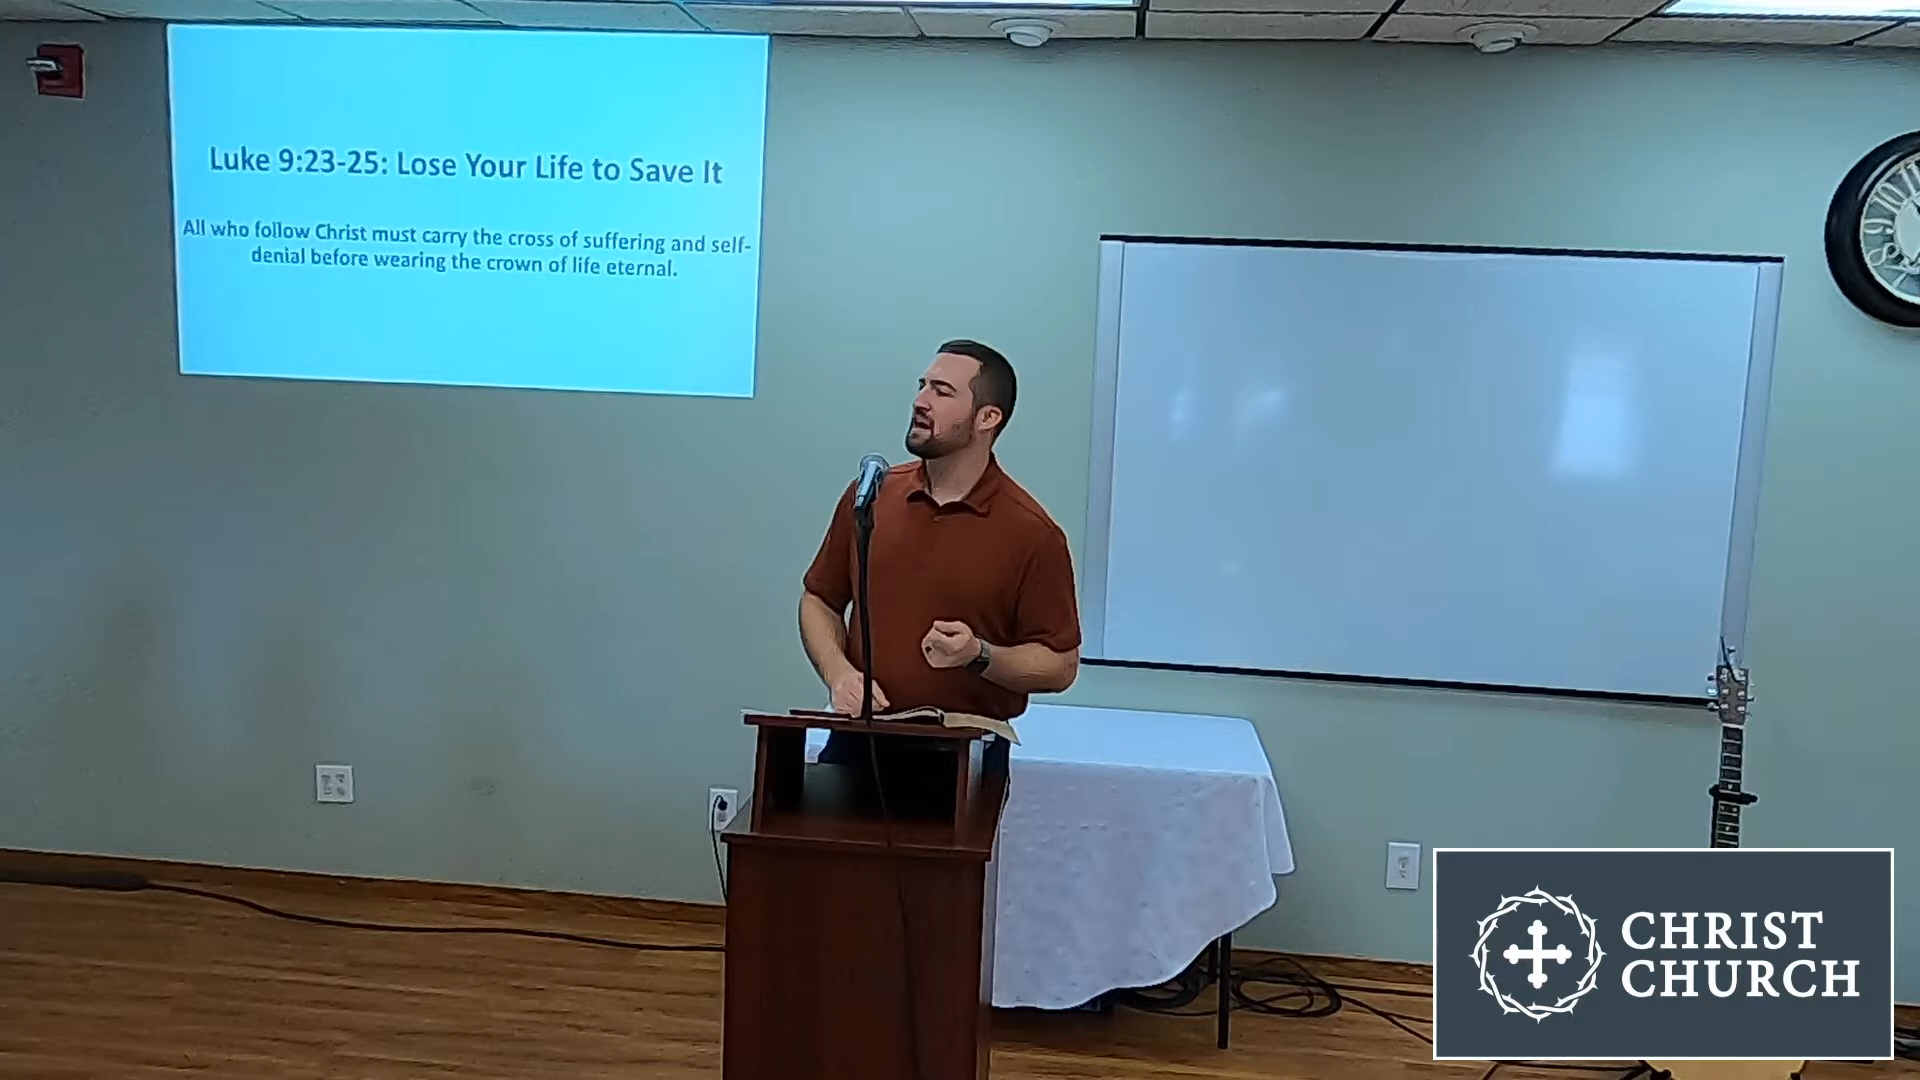 Luke 9:23-25: Lose Your Life to Save It
All who follow Christ must carry the cross of suffering and self-
denial before wearing the crown of life eternal.
CHRIST
CHURCH